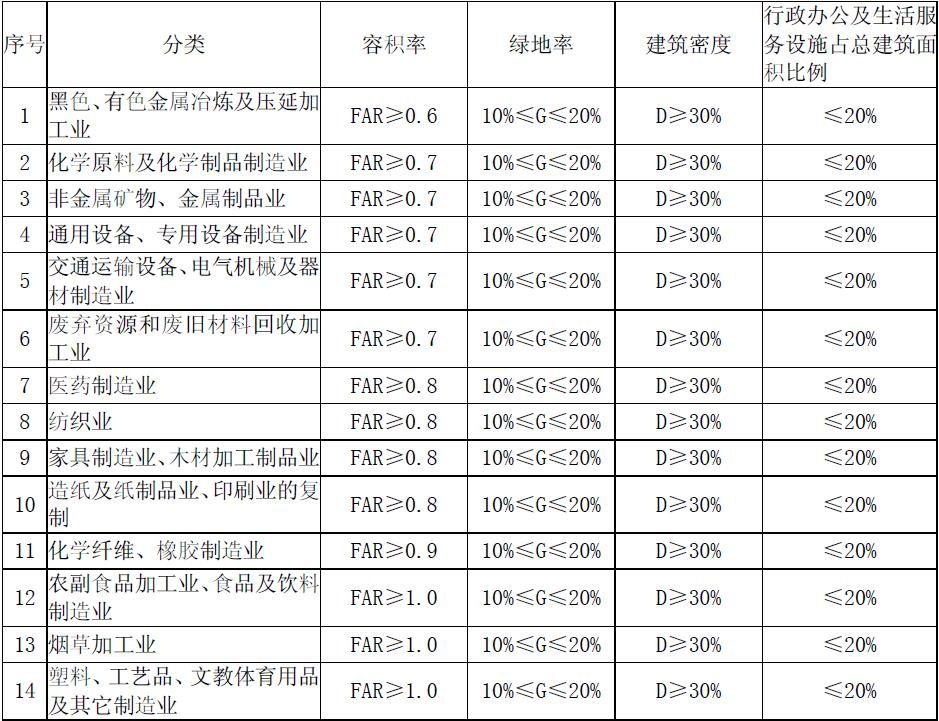 序号 分类 容积率 绿地率 建筑密度 行政办公及生活服
务设施占总建筑面
积比例
1 黑色、有色金属冶炼及压延加
工业 FAR≥0.6 10%≤G≤20% D≥30% ≤20%
2 化学原料及化学制品制造业 FAR≥0.7 10%≤G≤20% D≥30% ≤20%
3 非金属矿物、金属制品业 FAR≥0.7 10%≤G≤20% D≥30% ≤20%
4 通用设备、专用设备制造业 FAR≥0.7 10%≤G≤20% D≥30% ≤20%
5 交通运输设备、电气机械及器
材制造业 FAR≥0.7 10%≤G≤20% D≥30% ≤20%
6 废弃资源和废旧材料回收加
工业 FAR≥0.7 10%≤G≤20% D≥30% ≤20%
7 医药制造业 FAR≥0.8 10%≤G≤20% D≥30% ≤20%
8 纺织业 FAR≥0.8 10%≤G≤20% D≥30% ≤20%
9 家具制造业、木材加工制品业 FAR≥0.8 10%≤G≤20% D≥30% ≤20%
10 造纸及纸制品业、印刷业的复
制 FAR≥0.8 10%≤G≤20% D≥30% ≤20%
11 化学纤维、橡胶制造业 FAR≥0.9 10%≤G≤20% D≥30% ≤20%
12 农副食品加工业、食品及饮料
制造业 FAR≥1.0 10%≤G≤20% D≥30% ≤20%
13 烟草加工业 FAR≥1.0 10%≤G≤20% D≥30% ≤20%
14 塑料、工艺品、文教体育用品
及其它制造业 FAR≥1.0 10%≤G≤20% D≥30% ≤20%